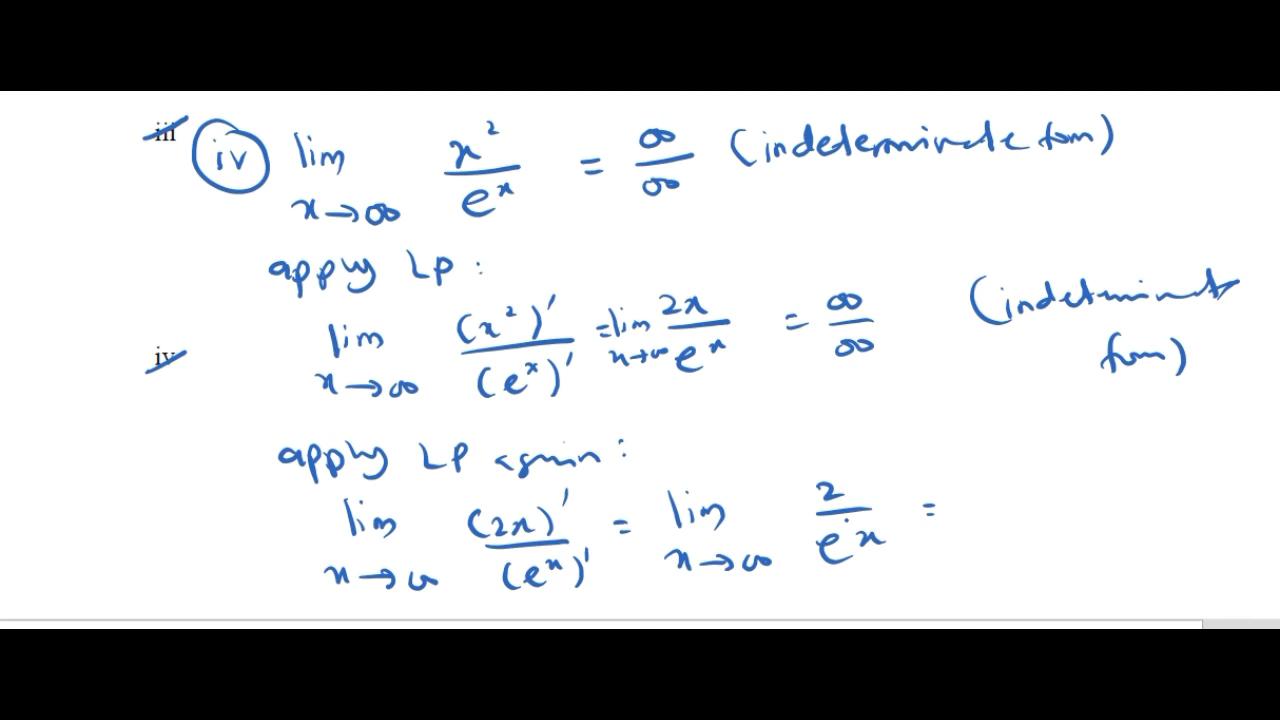 iii
iv lim x→∞ x²/eˣ = ∞/∞ (indeterminate form)
apply LP:
iv
lim x→∞ (x²)'/(eˣ)' = lim x→∞ 2x/eˣ = ∞/∞ (indeterminate form)
apply LP again:
lim x→∞ (2x)'/(eˣ)' = lim x→∞ 2/eˣ =